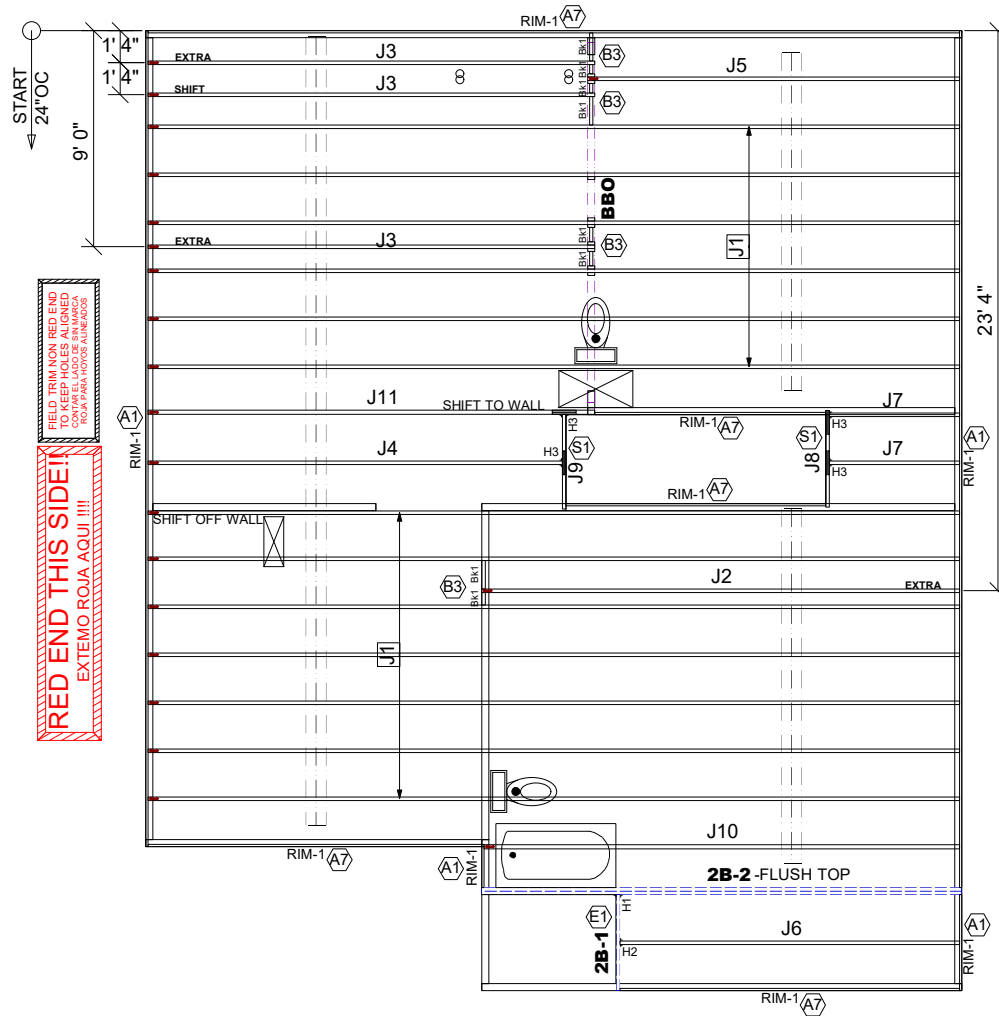 RIM-1 A7
START
24"OC
1' 4"
1' 4"
9' 0"
EXTRA
J3
Bk1
B3
J5
SHIFT
J3
Bk1
Bk1
Bk1
B3
BBO
J1
EXTRA
J3
Bk1
Bk1
B3
23' 4"
FIELD TRIM NON RED END
TO KEEP HOLES ALIGNED
CONTAR EL LADO DE SIN MARCA
ROJA PARA HOYOS ALINEADOS
RED END THIS SIDE!!
EXTEMO ROJA AQUI !!!!
A1
RIM-1
J11
SHIFT TO WALL
H3
RIM-1 A7
J7
H3
S1
S1
A1
RIM-1
J4
H3
J9
J8
H3
J7
RIM-1 A7
SHIFT OFF WALL
B3
Bk1
Bk1
J2
EXTRA
J1
J10
RIM-1 A7
A1
RIM-1
2B-2 -FLUSH TOP
E1
H1
2B-1
H2
J6
A1
RIM-1
RIM-1 A7